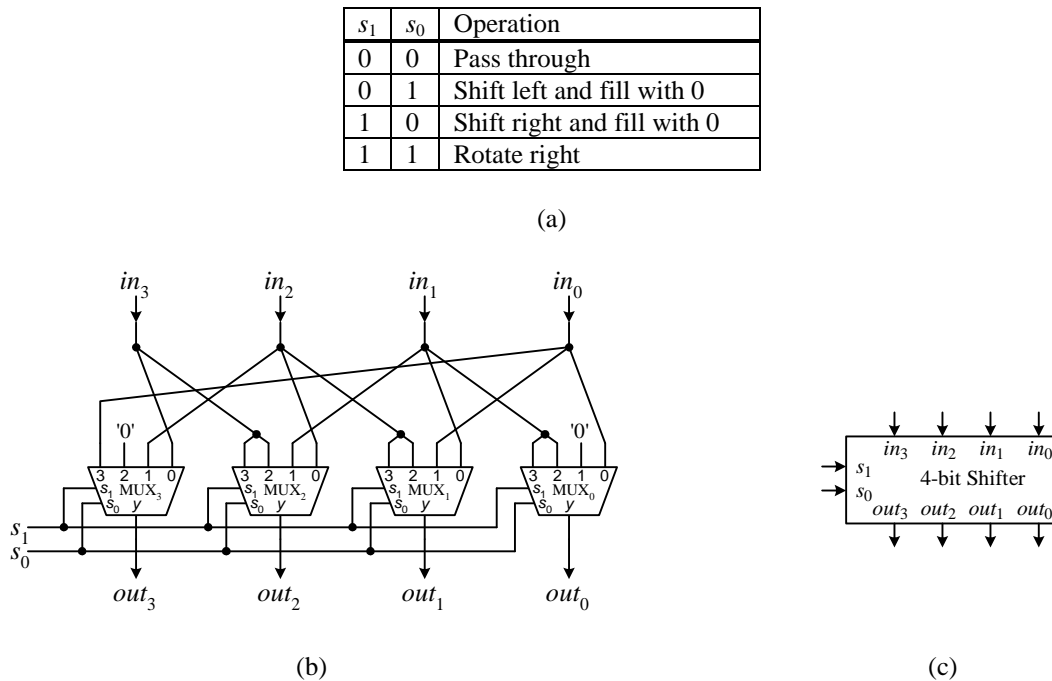 s₁ s₀ Operation
0 0 Pass through
0 1 Shift left and fill with 0
1 0 Shift right and fill with 0
1 1 Rotate right
(a)
in₃ in₂ in₁ in₀
'0' '0'
3 2 1 0 3 2 1 0 3 2 1 0 3 2 1 0
s₁ MUX₃ s₁ MUX₂ s₁ MUX₁ s₁ MUX₀
s₀ y s₀ y s₀ y s₀ y
s₁
s₀
out₃ out₂ out₁ out₀
(b)
in₃ in₂ in₁ in₀
s₁ 4-bit Shifter
s₀
out₃ out₂ out₁ out₀
(c)